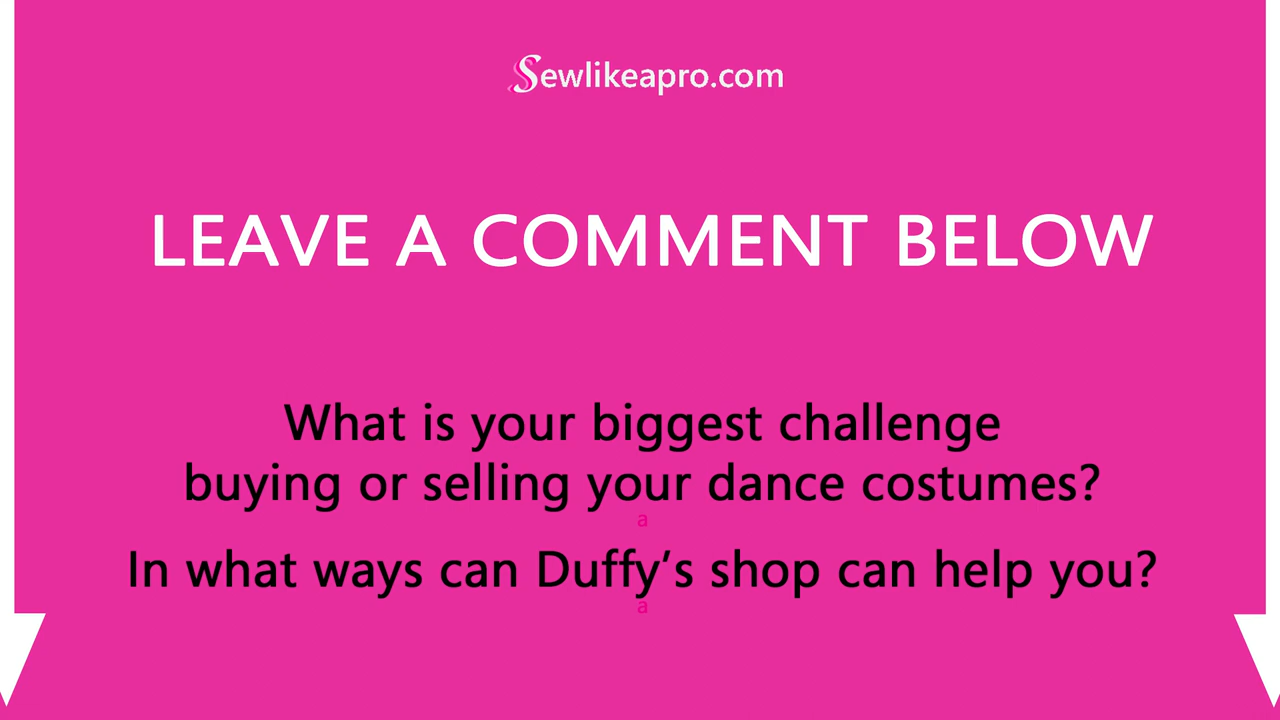 Sewlikeapro.com
LEAVE A COMMENT BELOW
What is your biggest challenge
buying or selling your dance costumes?
a
In what ways can Duffy’s shop can help you?
a